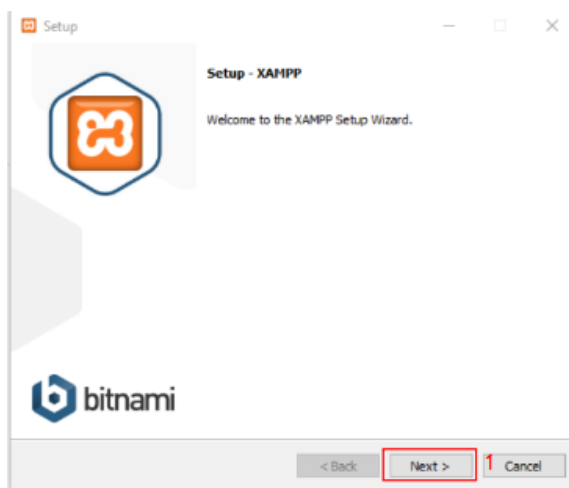 Setup
Setup - XAMPP
Welcome to the XAMPP Setup Wizard.
bitnami
< Back Next > 1 Cancel